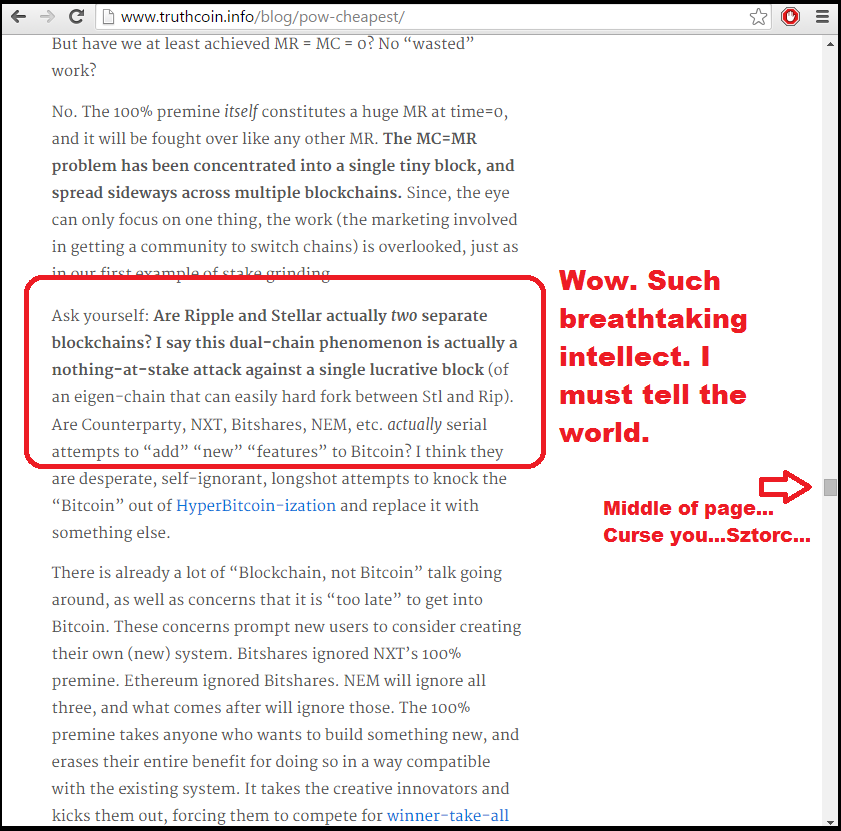 www.truthcoin.info/blog/pow-cheapest/
But have we at least achieved MR = MC = 0? No “wasted”
work?
No. The 100% premine itself constitutes a huge MR at time=0,
and it will be fought over like any other MR. The MC=MR
problem has been concentrated into a single tiny block, and
spread sideways across multiple blockchains. Since, the eye
can only focus on one thing, the work (the marketing involved
in getting a community to switch chains) is overlooked, just as
in our first example of stake grinding.
Ask yourself: Are Ripple and Stellar actually two separate
blockchains? I say this dual-chain phenomenon is actually a
nothing-at-stake attack against a single lucrative block (of
an eigen-chain that can easily hard fork between Stl and Rip).
Are Counterparty, NXT, Bitshares, NEM, etc. actually serial
attempts to “add” “new” “features” to Bitcoin? I think they
are desperate, self-ignorant, longshot attempts to knock the
“Bitcoin” out of HyperBitcoin-ization and replace it with
something else.
There is already a lot of “Blockchain, not Bitcoin” talk going
around, as well as concerns that it is “too late” to get into
Bitcoin. These concerns prompt new users to consider creating
their own (new) system. Bitshares ignored NXT’s 100%
premine. Ethereum ignored Bitshares. NEM will ignore all
three, and what comes after will ignore those. The 100%
premine takes anyone who wants to build something new, and
erases their entire benefit for doing so in a way compatible
with the existing system. It takes the creative innovators and
kicks them out, forcing them to compete for winner-take-all
Wow. Such
breathtaking
intellect. I
must tell the
world.
Middle of page...
Curse you...Sztorc...